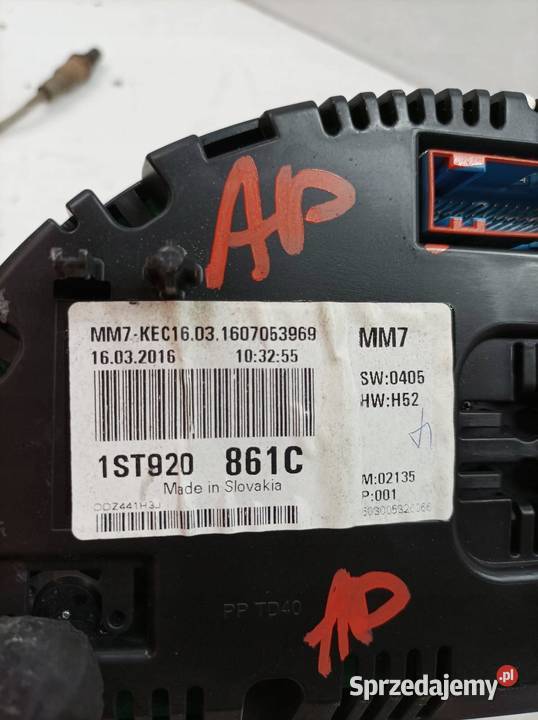 AP
MM7-KEC16.03.1607053969
16.03.2016 10:32:55
1ST920 861C
Made in Slovakia
ODZ441H3J
MM7
SW:0405
HW:H52
M:02135
P:001
PP TD40
AP
Sprzedajemy.pl